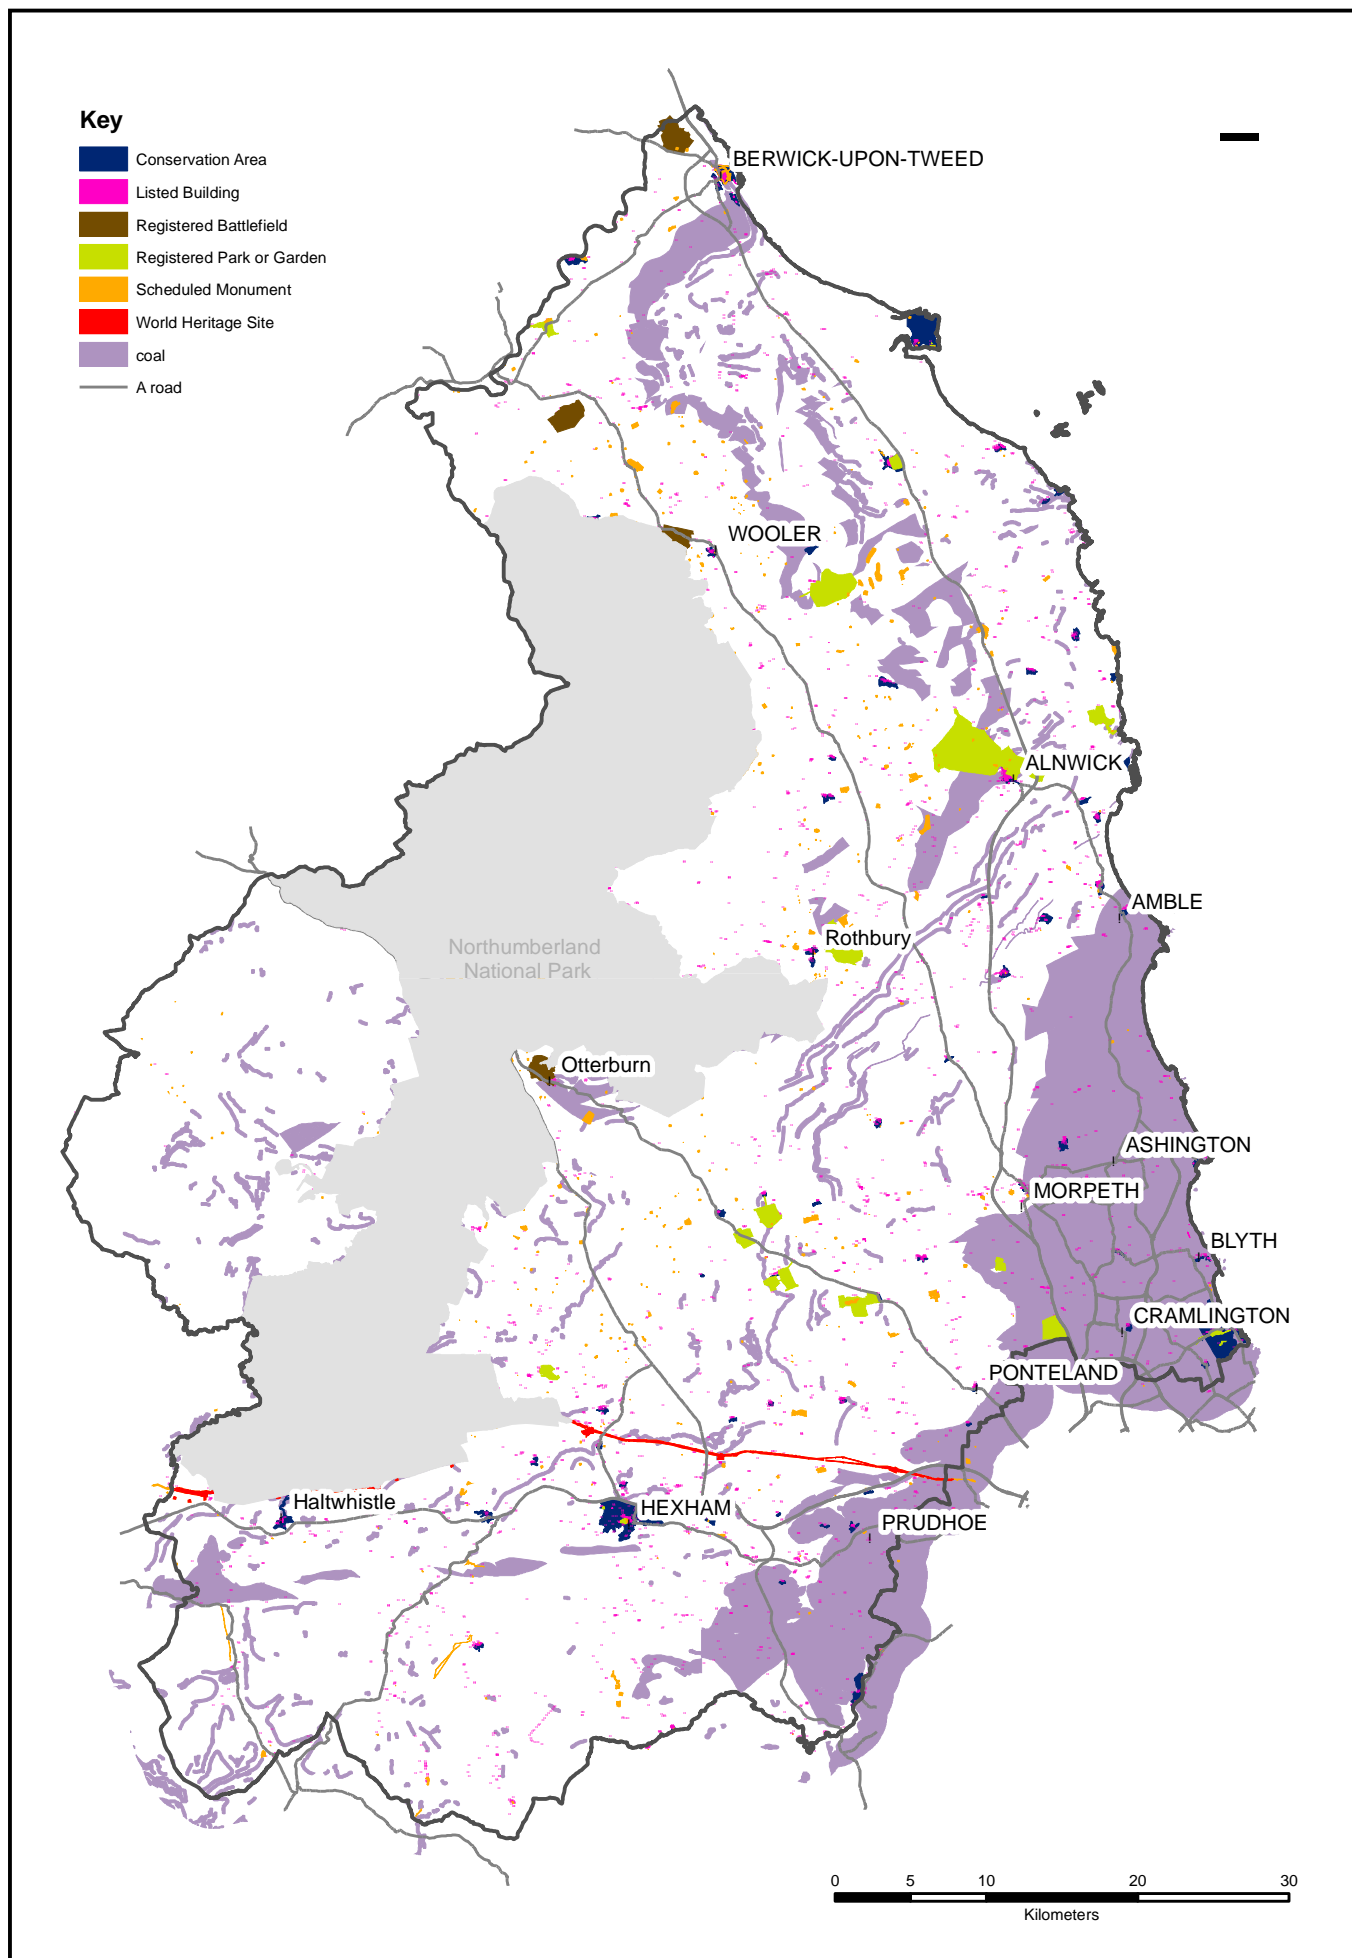 Key
Conservation Area
Listed Building
Registered Battlefield
Registered Park or Garden
Scheduled Monument
World Heritage Site
coal
A road
BERWICK-UPON-TWEED
WOOLER
ALNWICK
AMBLE
Rothbury
Northumberland
National Park
Otterburn
ASHINGTON
MORPETH
BLYTH
CRAMLINGTON
PONTELAND
Haltwhistle
HEXHAM
PRUDHOE
0 5 10 20 30
Kilometers